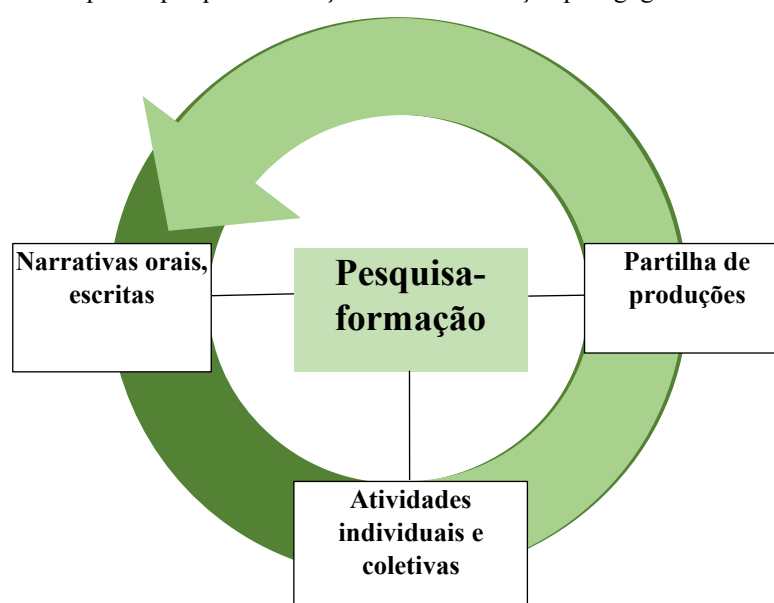 Narrativas orais,
escritas
Pesquisa-
formação
Partilha de
produções
Atividades
individuais e
coletivas